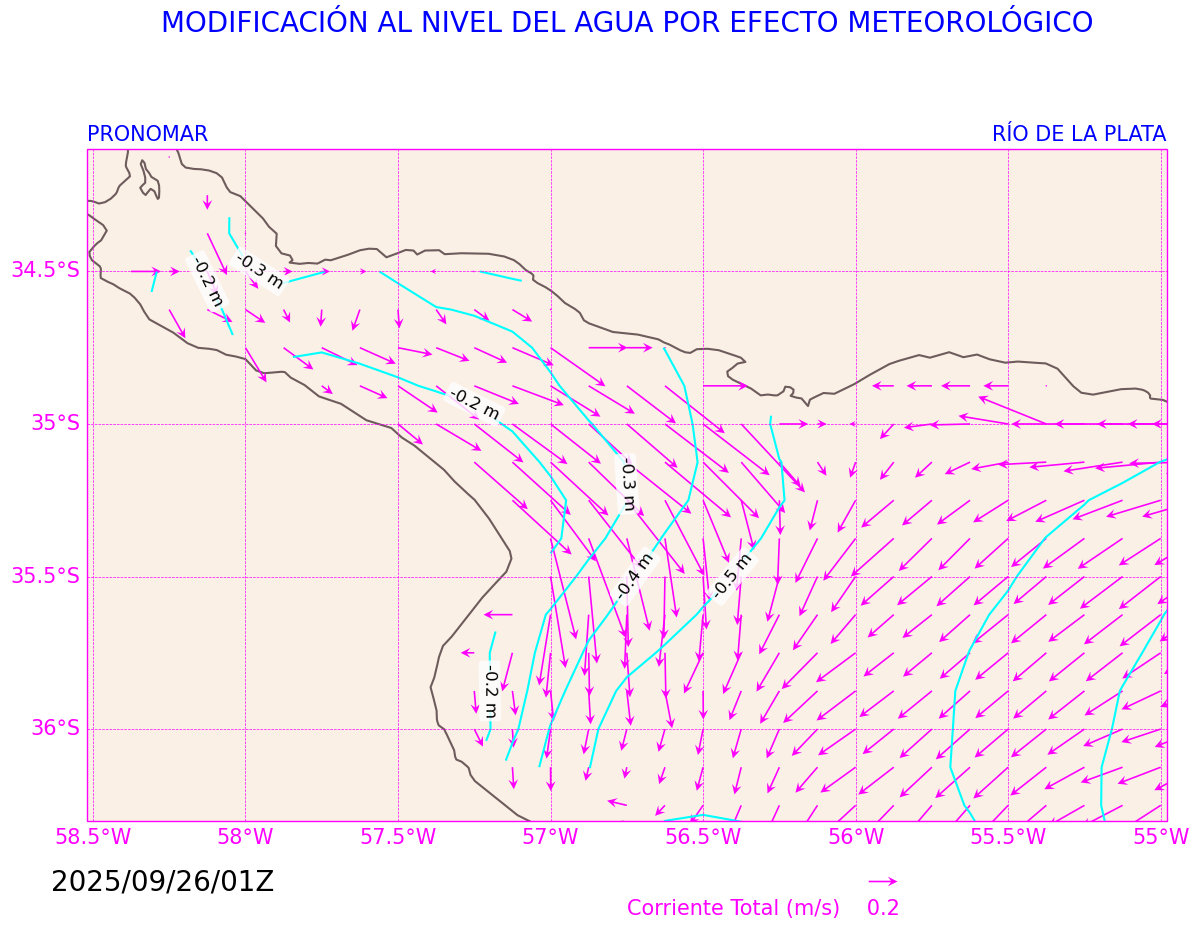 MODIFICACIÓN AL NIVEL DEL AGUA POR EFECTO METEOROLÓGICO
PRONOMAR
RÍO DE LA PLATA
-0.2 m
-0.3 m
34.5°S
-0.2 m
35°S
-0.3 m
-0.4 m
-0.5 m
35.5°S
-0.2 m
36°S
58.5°W 58°W 57.5°W 57°W 56.5°W 56°W 55.5°W 55°W
2025/09/26/01Z
Corriente Total (m/s) 0.2